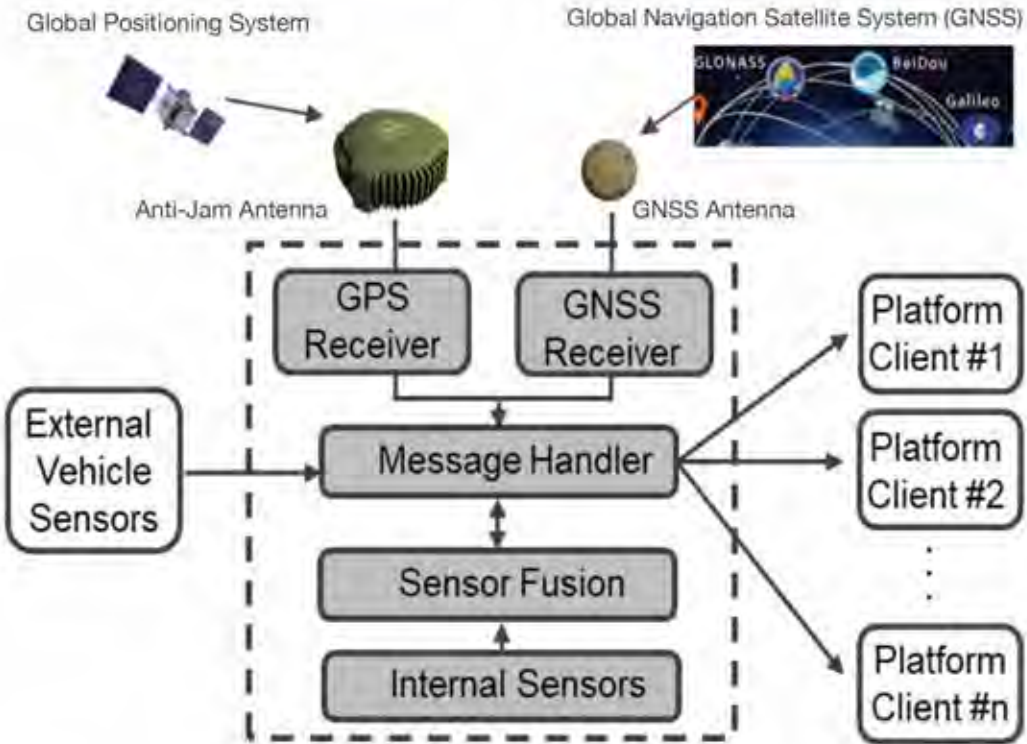 Global Positioning System
Global Navigation Satellite System (GNSS)
GLONASS
BeiDou
Galileo
Anti-Jam Antenna
GNSS Antenna
GPS
Receiver
GNSS
Receiver
Platform
Client #1
External
Vehicle
Sensors
Message Handler
Platform
Client #2
Sensor Fusion
Internal Sensors
Platform
Client #n